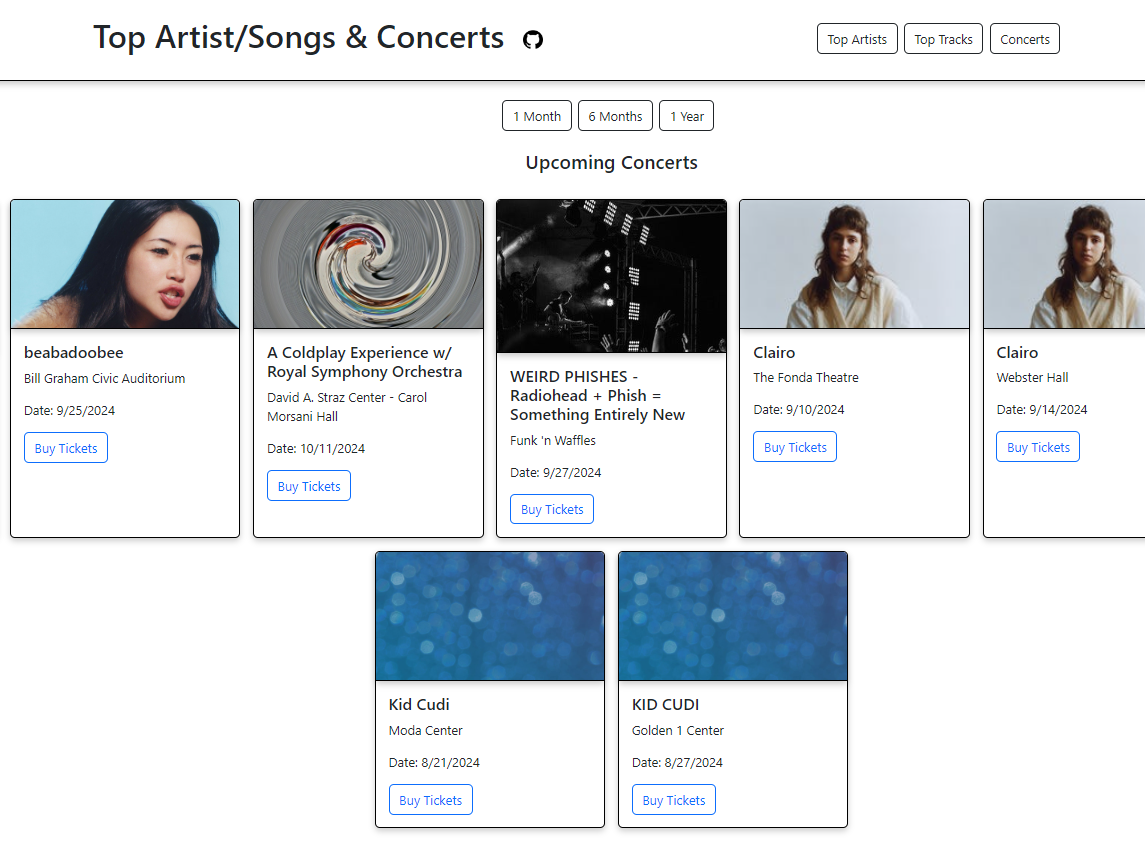 Top Artist/Songs & Concerts
Top Artists
Top Tracks
Concerts
1 Month
6 Months
1 Year
Upcoming Concerts
beabadoobee
Bill Graham Civic Auditorium
Date: 9/25/2024
Buy Tickets
A Coldplay Experience w/
Royal Symphony Orchestra
David A. Straz Center - Carol
Morsani Hall
Date: 10/11/2024
Buy Tickets
WEIRD PHISHES -
Radiohead + Phish =
Something Entirely New
Funk 'n Waffles
Date: 9/27/2024
Buy Tickets
Clairo
The Fonda Theatre
Date: 9/10/2024
Buy Tickets
Clairo
Webster Hall
Date: 9/14/2024
Buy Tickets
Kid Cudi
Moda Center
Date: 8/21/2024
Buy Tickets
KID CUDI
Golden 1 Center
Date: 8/27/2024
Buy Tickets